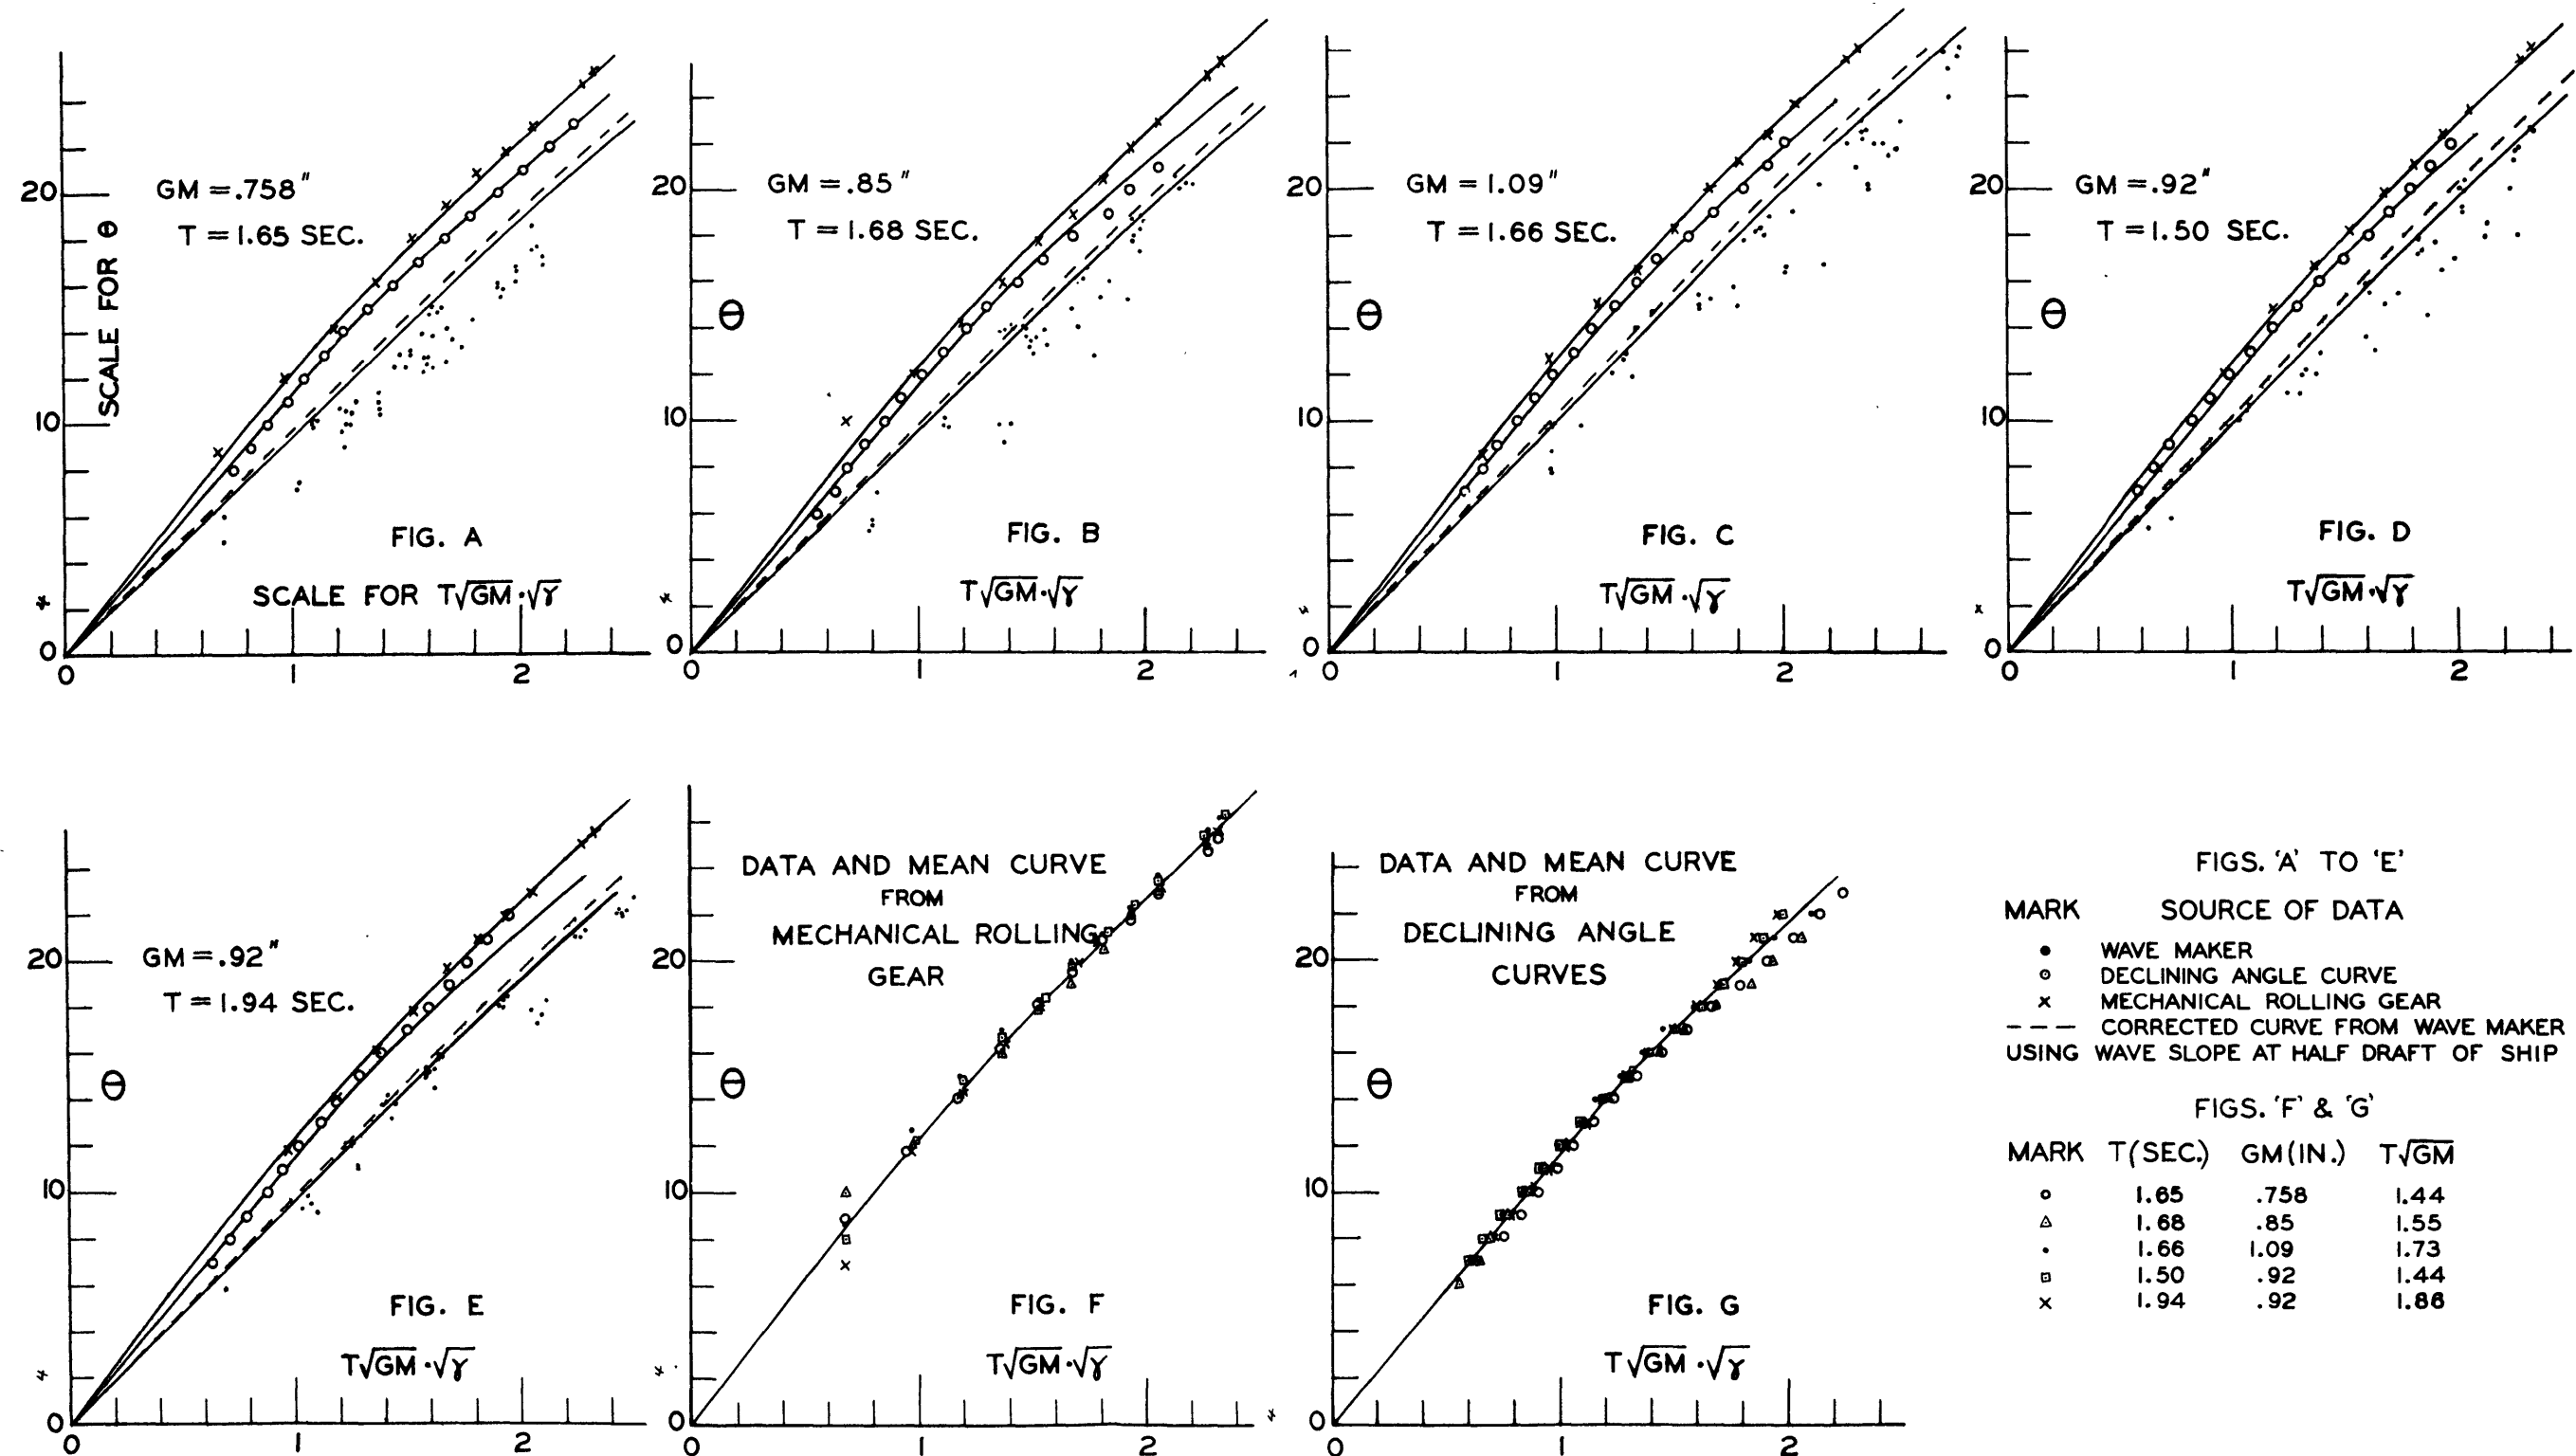 20
10
0
SCALE FOR θ
GM = .758"
T = 1.65 SEC.
FIG. A
SCALE FOR T√GM·√γ
0 1 2
20
10
0
θ
GM = .85"
T = 1.68 SEC.
FIG. B
T√GM·√γ
0 1 2
20
10
0
θ
GM = 1.09"
T = 1.66 SEC.
FIG. C
T√GM·√γ
0 1 2
20
10
0
θ
GM = .92"
T = 1.50 SEC.
FIG. D
T√GM·√γ
0 1 2
20
10
0
θ
GM = .92"
T = 1.94 SEC.
FIG. E
T√GM·√γ
0 1 2
DATA AND MEAN CURVE
FROM
MECHANICAL ROLLING
GEAR
20
10
0
θ
FIG. F
T√GM·√γ
0 1 2
DATA AND MEAN CURVE
FROM
DECLINING ANGLE
CURVES
20
10
0
θ
FIG. G
T√GM·√γ
0 1 2
FIGS. 'A' TO 'E'
MARK SOURCE OF DATA
• WAVE MAKER
⊙ DECLINING ANGLE CURVE
× MECHANICAL ROLLING GEAR
--- CORRECTED CURVE FROM WAVE MAKER
USING WAVE SLOPE AT HALF DRAFT OF SHIP
FIGS. 'F' & 'G'
MARK T(SEC.) GM(IN.) T√GM
○ 1.65 .758 1.44
△ 1.68 .85 1.55
• 1.66 1.09 1.73
□ 1.50 .92 1.44
× 1.94 .92 1.86